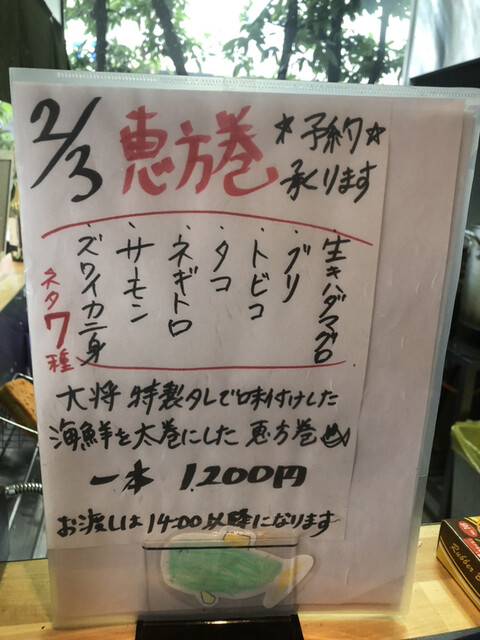 2/3 恵方巻 ☆予約☆
承ります
・生キハダマグロ
・ブリ
・トビコ
・タコ
・ネギトロ
・サーモン
・ズワイカニ身
ネタ7種
大将特製タレで味付けした
海鮮を太巻にした恵方巻
一本 1,200円
お渡しは14:00以降になります
Rubber B